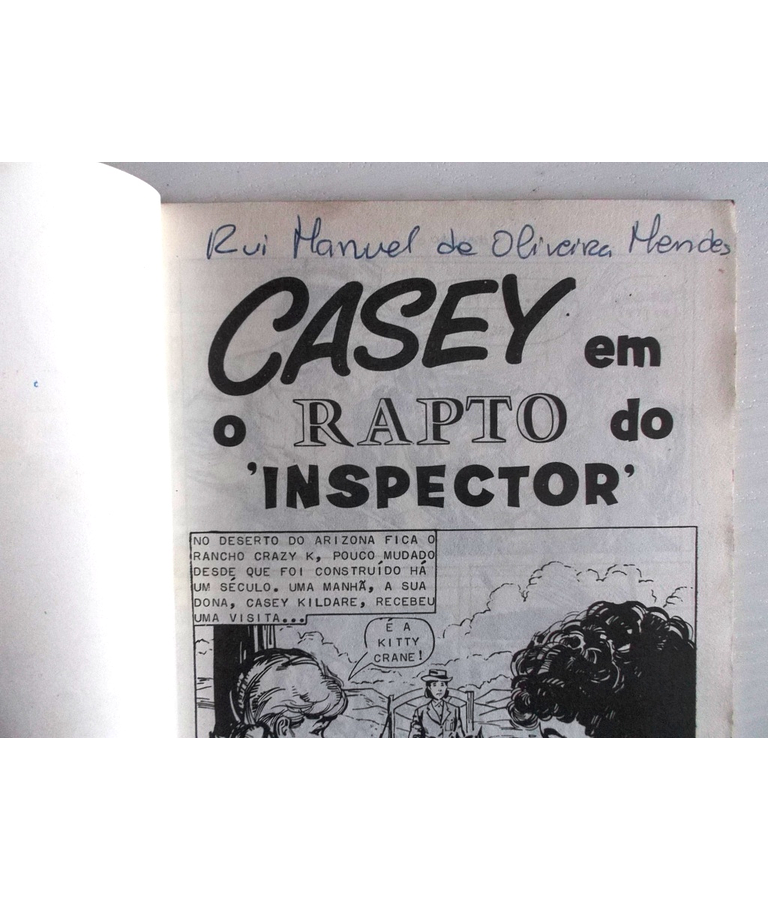 Rui Manuel de Oliveira Mendes
CASEY em
o RAPTO do
'INSPECTOR'
NO DESERTO DO ARIZONA FICA O
RANCHO CRAZY K, POUCO MUDADO
DESDE QUE FOI CONSTRUÍDO HÁ
UM SÉCULO. UMA MANHÃ, A SUA
DONA, CASEY KILDARE, RECEBEU
UMA VISITA...
É A
KITTY
CRANE!